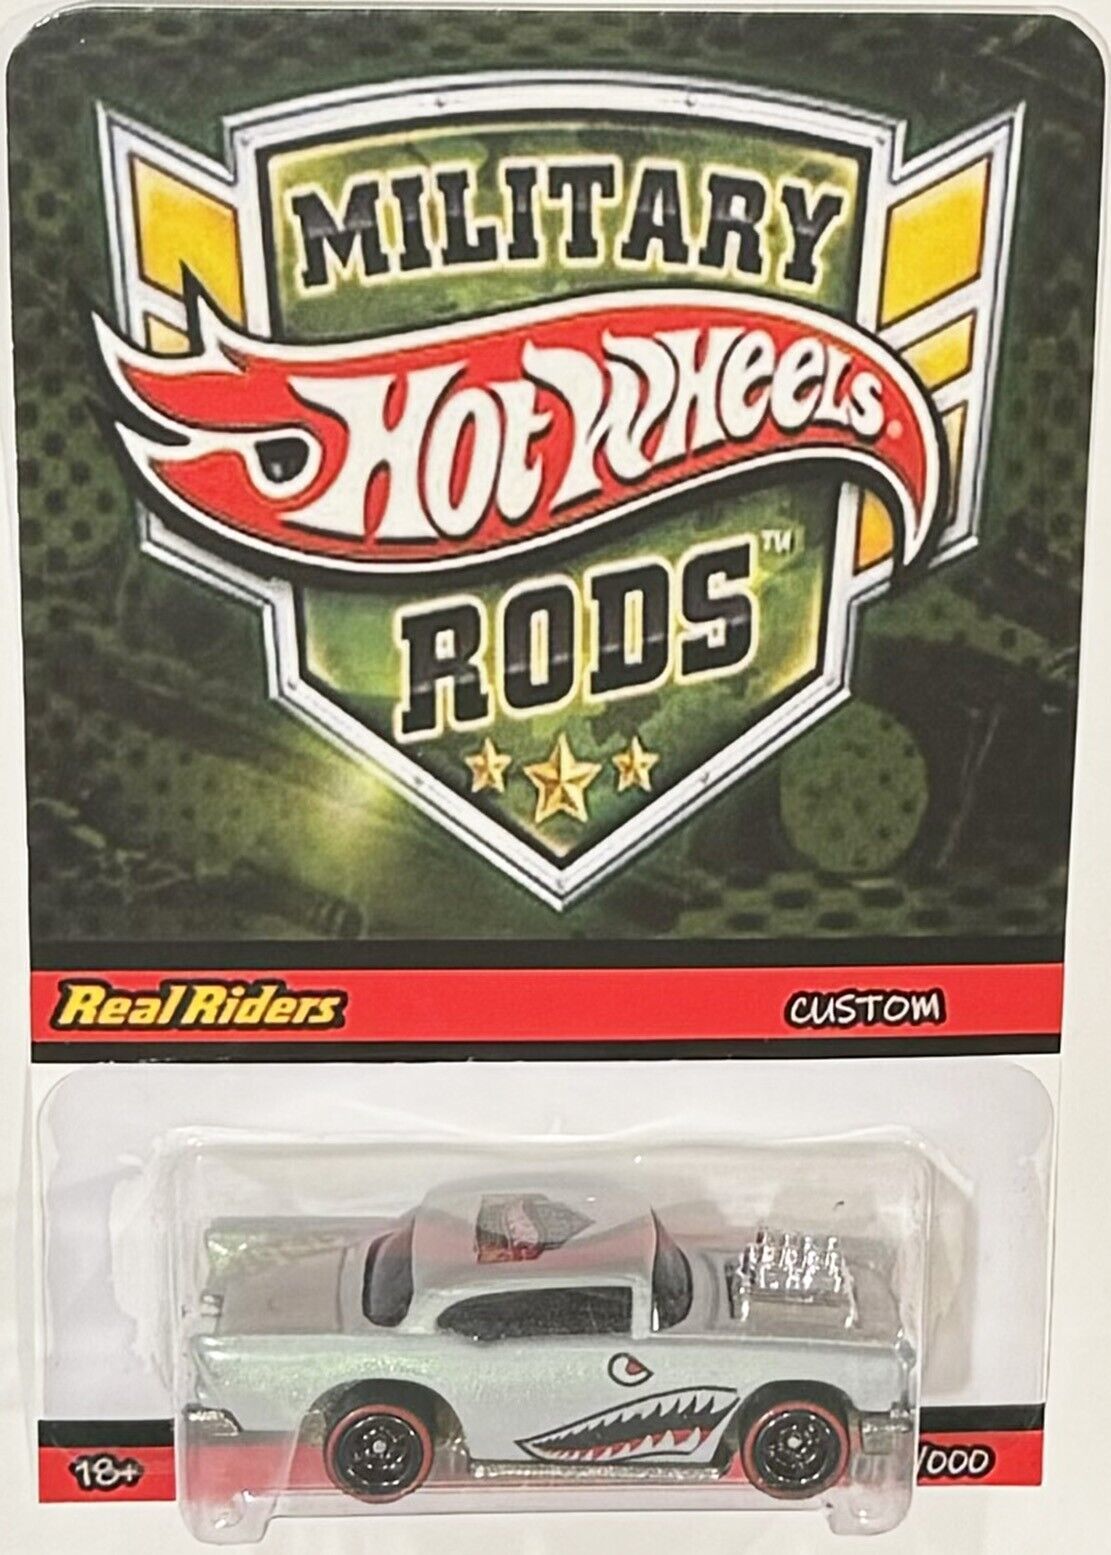 MILITARY
Hot Wheels®
RODS™
Real Riders
CUSTOM
18+
/000